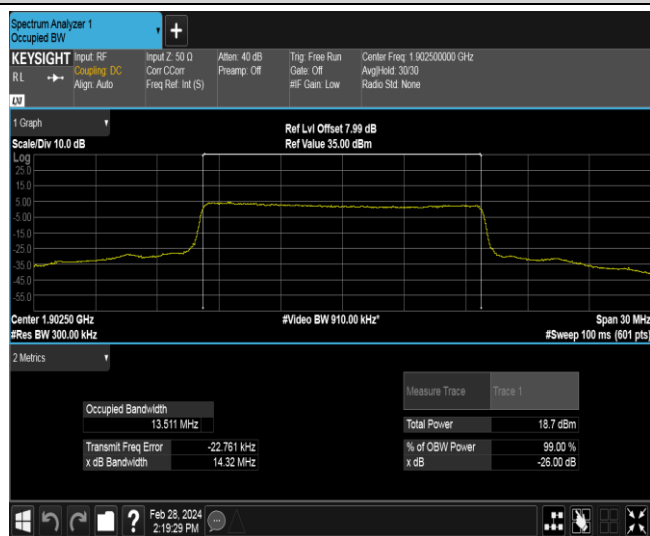 Spectrum Analyzer 1
Occupied BW
+
KEYSIGHT
R L
LXI
Input: RF
Coupling: DC
Align: Auto
Input Z: 50 Ω
Corr CCorr
Freq Ref: Int (S)
Atten: 40 dB
Preamp: Off
Trig: Free Run
Gate: Off
#IF Gain: Low
Center Freq: 1.902500000 GHz
Avg|Hold: 30/30
Radio Std: None
1 Graph
Scale/Div 10.0 dB
Ref Lvl Offset 7.99 dB
Ref Value 35.00 dBm
Log
25.0
15.0
5.00
-5.00
-15.0
-25.0
-35.0
-45.0
-55.0
Center 1.90250 GHz
#Res BW 300.00 kHz
#Video BW 910.00 kHz*
Span 30 MHz
#Sweep 100 ms (601 pts)
2 Metrics
Measure Trace Trace 1
Occupied Bandwidth
13.511 MHz
Total Power 18.7 dBm
Transmit Freq Error -22.761 kHz
% of OBW Power 99.00 %
x dB Bandwidth 14.32 MHz
x dB -26.00 dB
?
Feb 28, 2024
2:19:29 PM